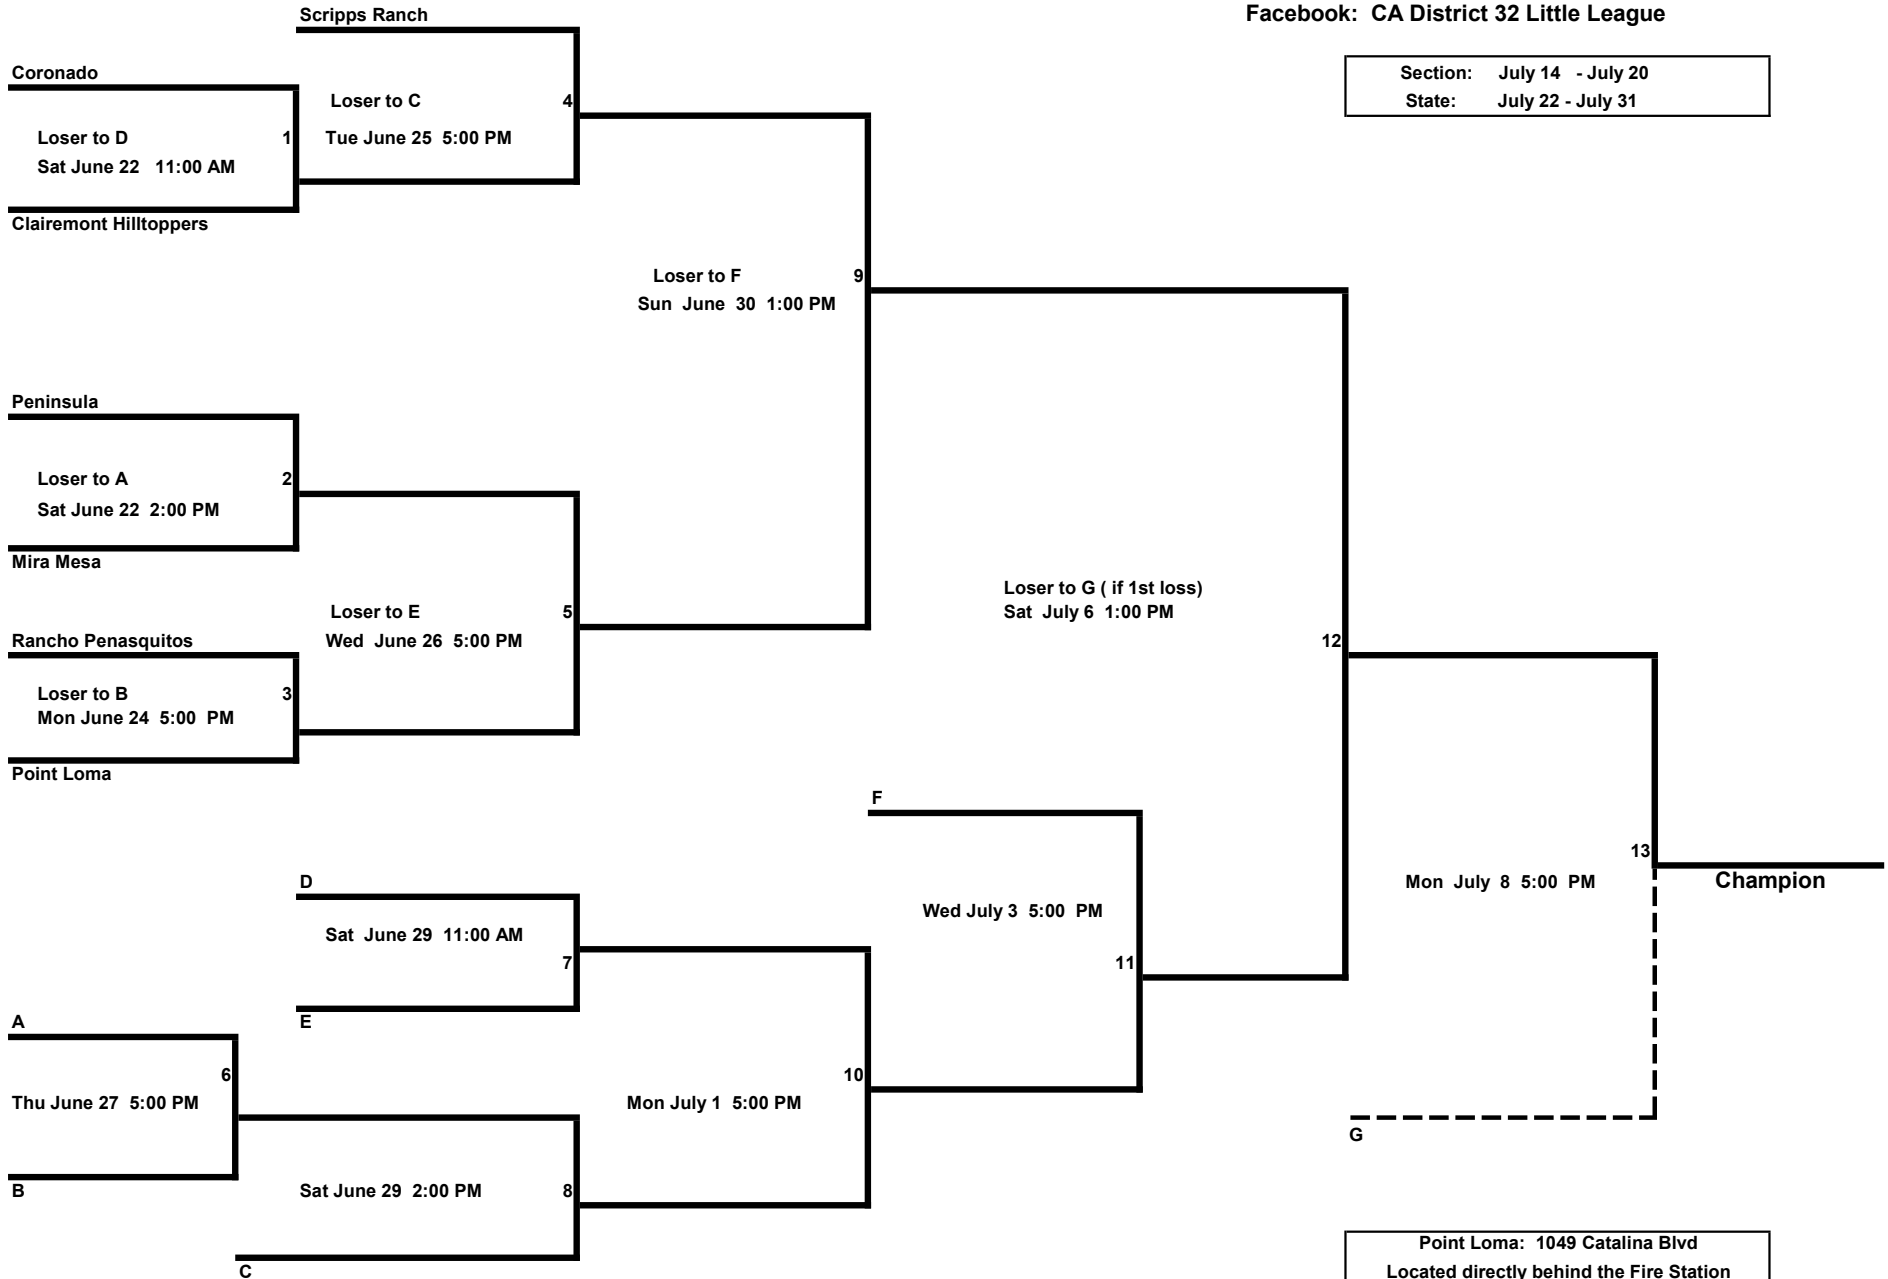 Scripps Ranch
Facebook: CA District 32 Little League
Section: July 14 - July 20
State: July 22 - July 31
Coronado
Loser to C
4
Loser to D
1
Tue June 25 5:00 PM
Sat June 22 11:00 AM
Clairemont Hilltoppers
Loser to F
9
Sun June 30 1:00 PM
Peninsula
Loser to A
2
Sat June 22 2:00 PM
Mira Mesa
Loser to G ( if 1st loss)
Sat July 6 1:00 PM
Loser to E
5
Rancho Penasquitos
Wed June 26 5:00 PM
12
Loser to B
3
Mon June 24 5:00 PM
Point Loma
F
13
D
Mon July 8 5:00 PM
Champion
Wed July 3 5:00 PM
Sat June 29 11:00 AM
7
11
A
E
6
10
Thu June 27 5:00 PM
Mon July 1 5:00 PM
G
B
Sat June 29 2:00 PM
8
Point Loma: 1049 Catalina Blvd
C
Located directly behind the Fire Station